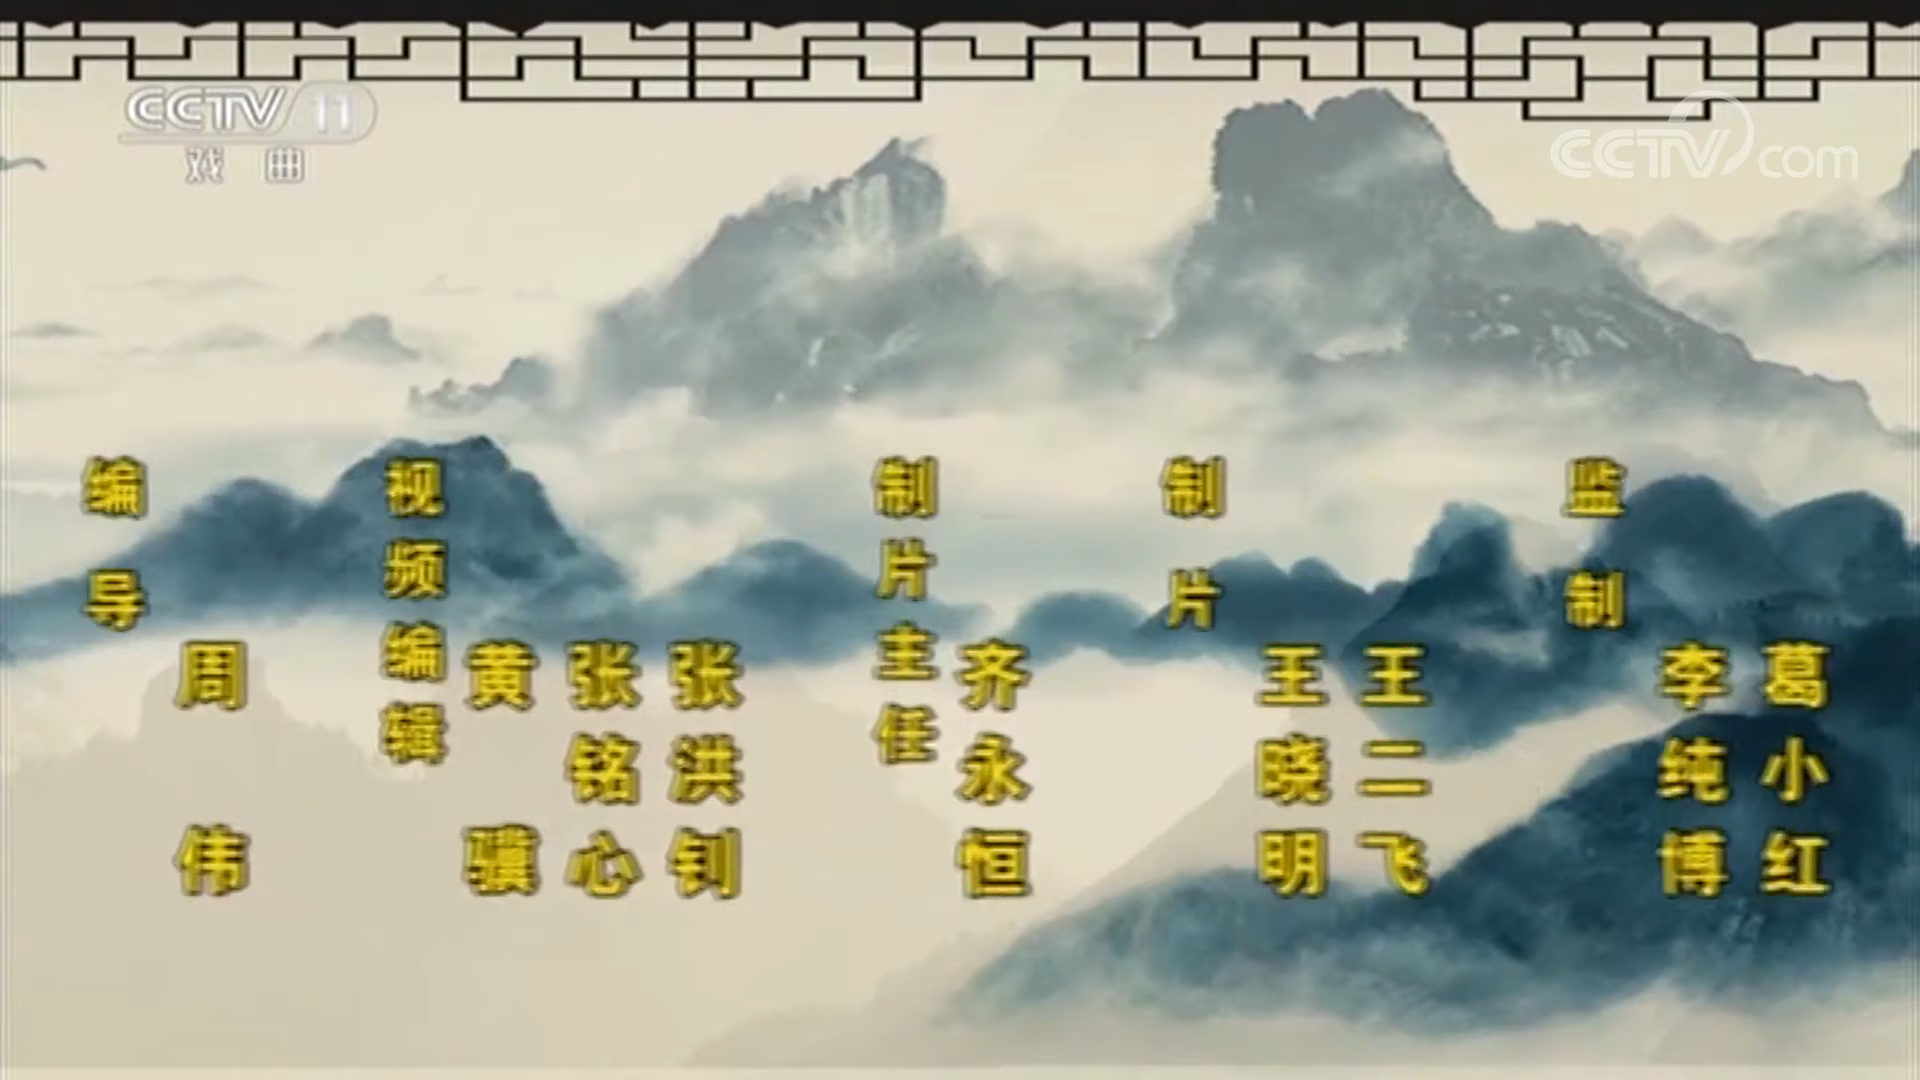 CCTV 11
戏曲
CCTV com
编导
周伟
视频编辑
黄骥
张铭心
张洪钊
制片主任
齐永恒
制片
王晓明
王二飞
监制
李纯博
葛小红